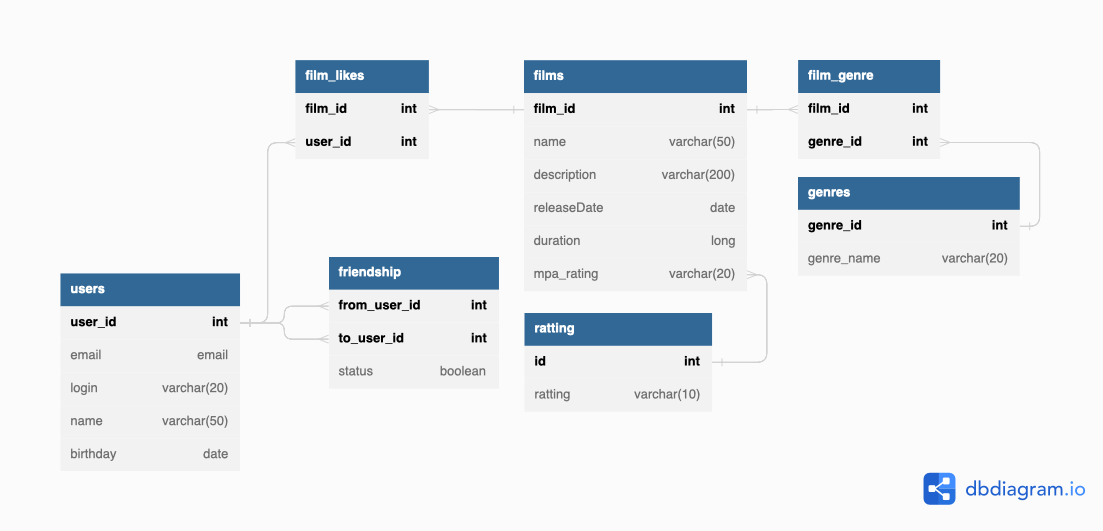 film_likes
film_id int
user_id int
films
film_id int
name varchar(50)
description varchar(200)
releaseDate date
duration long
mpa_rating varchar(20)
film_genre
film_id int
genre_id int
genres
genre_id int
genre_name varchar(20)
users
user_id int
email email
login varchar(20)
name varchar(50)
birthday date
friendship
from_user_id int
to_user_id int
status boolean
ratting
id int
ratting varchar(10)
dbdiagram.io